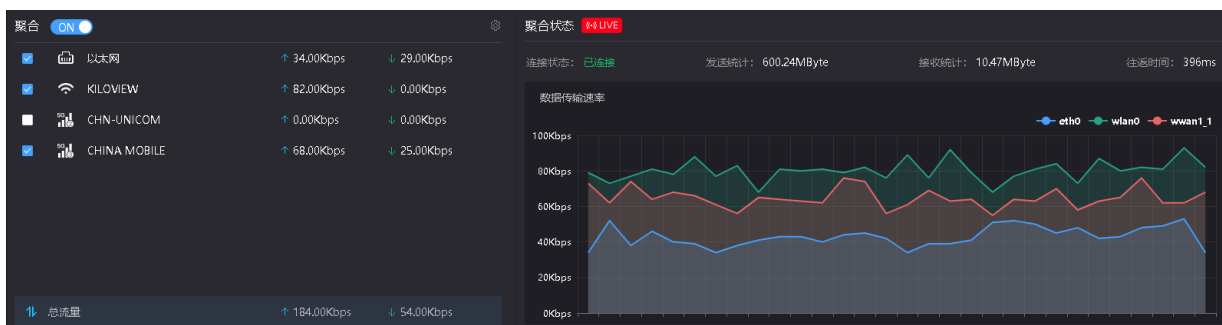 聚合 ON
以太网 ↑ 34.00Kbps ↓ 29.00Kbps
KILOVIEW ↑ 82.00Kbps ↓ 0.00Kbps
5G CHN-UNICOM ↑ 0.00Kbps ↓ 0.00Kbps
5G CHINA MOBILE ↑ 68.00Kbps ↓ 25.00Kbps
总流量 ↑ 184.00Kbps ↓ 54.00Kbps
聚合状态 LIVE
连接状态: 已连接 发送统计: 600.24MByte 接收统计: 10.47MByte 往返时间: 396ms
数据传输速率
eth0 wlan0 wwan1_1
100Kbps
80Kbps
60Kbps
40Kbps
20Kbps
0Kbps